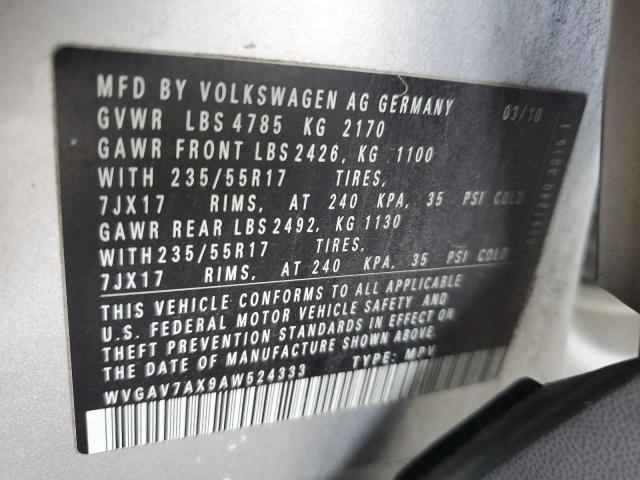 MFD BY VOLKSWAGEN AG GERMANY 03/10
GVWR LBS 4785 KG 2170
GAWR FRONT LBS 2426, KG 1100
WITH 235/55R17 TIRES,
7JX17 RIMS, AT 240 KPA, 35 PSI COLD
GAWR REAR LBS 2492, KG 1130
WITH 235/55R17 TIRES,
7JX17 RIMS, AT 240 KPA, 35 PSI COLD
THIS VEHICLE CONFORMS TO ALL APPLICABLE
U.S. FEDERAL MOTOR VEHICLE SAFETY AND
THEFT PREVENTION STANDARDS IN EFFECT ON
DATE OF MANUFACTURE SHOWN ABOVE.
WVGAV7AX9AW524333 TYPE: MPV